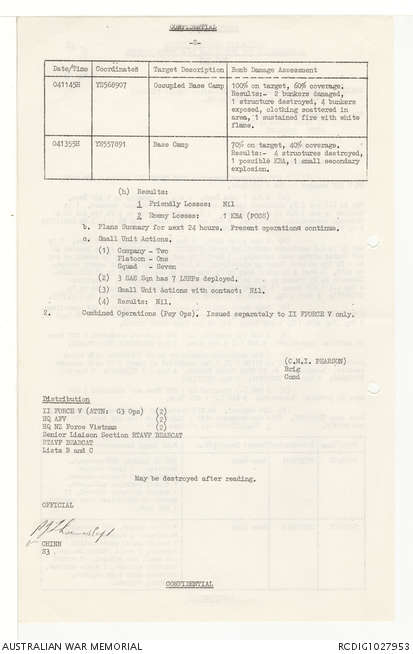 CONFIDENTIAL
-2-
Date/Time Coordinates Target Description Bomb Damage Assessment
041145H YS568907 Occupied Base Camp 100% on target, 60% coverage.
Results:- 2 bunkers damaged,
1 structure destroyed, 4 bunkers
exposed, clothing scattered in
area, 1 sustained fire with white
flame.
041355H YS557891 Base Camp 70% on target, 40% coverage.
Results:- 4 structures destroyed,
1 possible KBA, 1 small secondary
explosion.
(h) Results:
1 Friendly Losses: Nil
2 Enemy Losses: 1 KBA (POSS)
b. Plans Summary for next 24 hours. Present operations continue.
c. Small Unit Actions.
(1) Company - Two
Platoon - One
Squad - Seven
(2) 3 SAS Sqn has 7 LRRPs deployed.
(3) Small Unit Actions with contact: Nil.
(4) Results: Nil.
2. Combined Operations (Psy Ops). Issued separately to II FFORCE V only.
(C.M.I. PEARSON)
Brig
Comd
Distribution
II FORCE V (ATTN: G3 Ops) (2)
HQ AFV (2)
HQ NZ Force Vietnam (2)
Senior Liaison Section RTAVF BEARCAT
RTAVF BEARCAT
Lists B and C
May be destroyed after reading.
OFFICIAL
CHINN
S3
CONFIDENTIAL
AUSTRALIAN WAR MEMORIAL RCDIG1027953